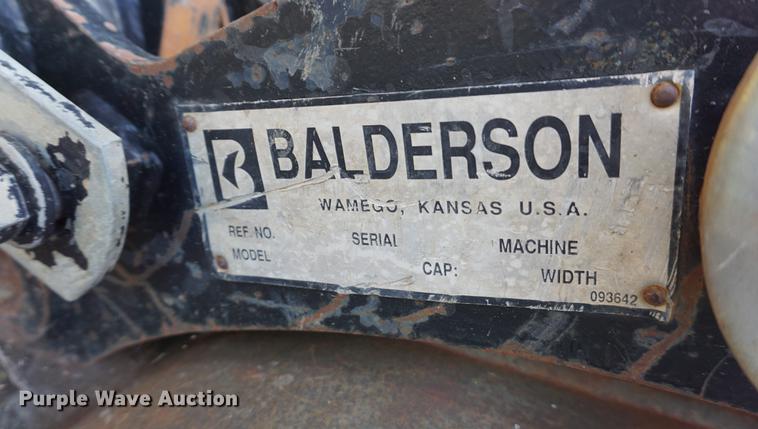 BALDERSON
WAMEGO, KANSAS U.S.A.
REF. NO. SERIAL MACHINE
MODEL CAP: WIDTH
093642
Purple Wave Auction